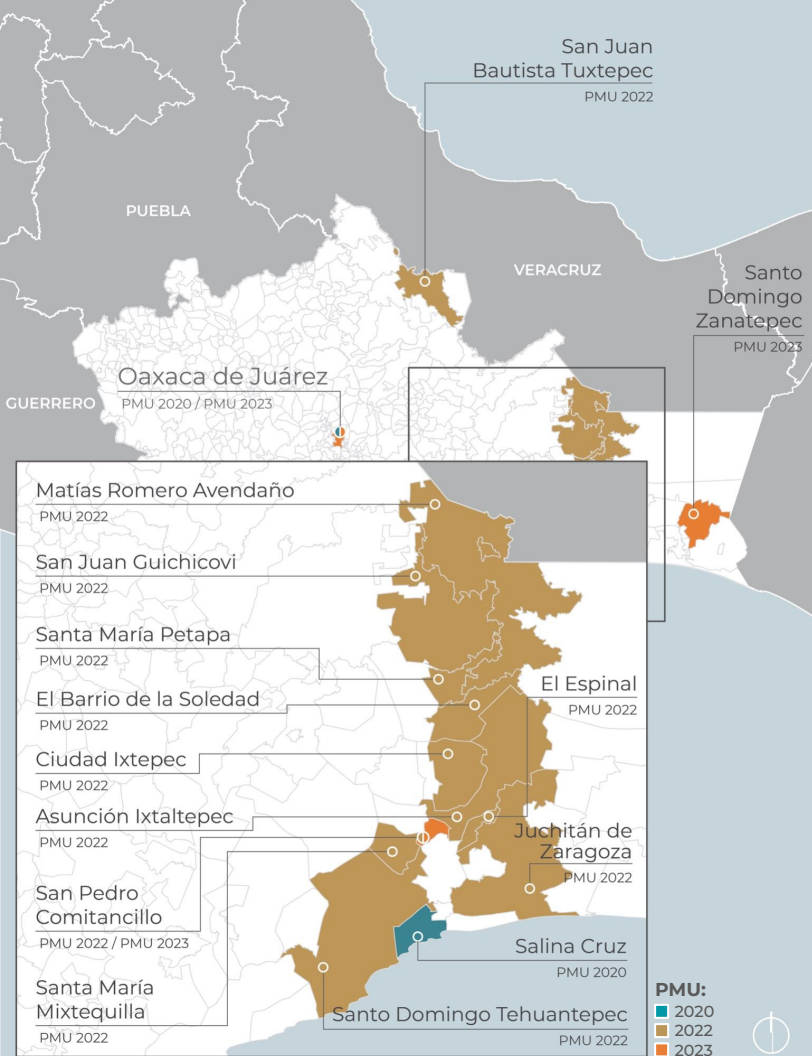 San Juan
Bautista Tuxtepec
PMU 2022
PUEBLA
VERACRUZ
Santo
Domingo
Zanatepec
PMU 2023
Oaxaca de Juárez
PMU 2020 / PMU 2023
GUERRERO
Matías Romero Avendaño
PMU 2022
San Juan Guichicovi
PMU 2022
Santa María Petapa
PMU 2022
El Barrio de la Soledad
PMU 2022
El Espinal
PMU 2022
Ciudad Ixtepec
PMU 2022
Asunción Ixtaltepec
PMU 2022
Juchitán de
Zaragoza
PMU 2022
San Pedro
Comitancillo
PMU 2022 / PMU 2023
Salina Cruz
PMU 2020
Santa María
Mixtequilla
PMU 2022
Santo Domingo Tehuantepec
PMU 2022
PMU:
2020
2022
2023